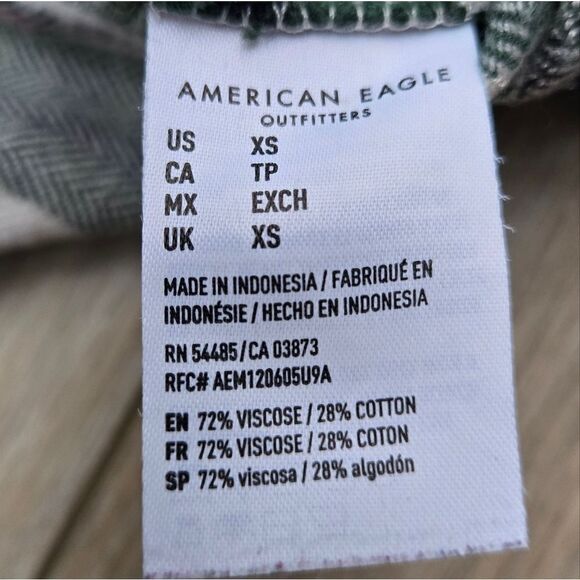 AMERICAN EAGLE
OUTFITTERS
US XS
CA TP
MX EXCH
UK XS
MADE IN INDONESIA / FABRIQUÉ EN
INDONÉSIE / HECHO EN INDONESIA
RN 54485/CA 03873
RFC# AEM120605U9A
EN 72% VISCOSE / 28% COTTON
FR 72% VISCOSE / 28% COTON
SP 72% viscosa / 28% algodón